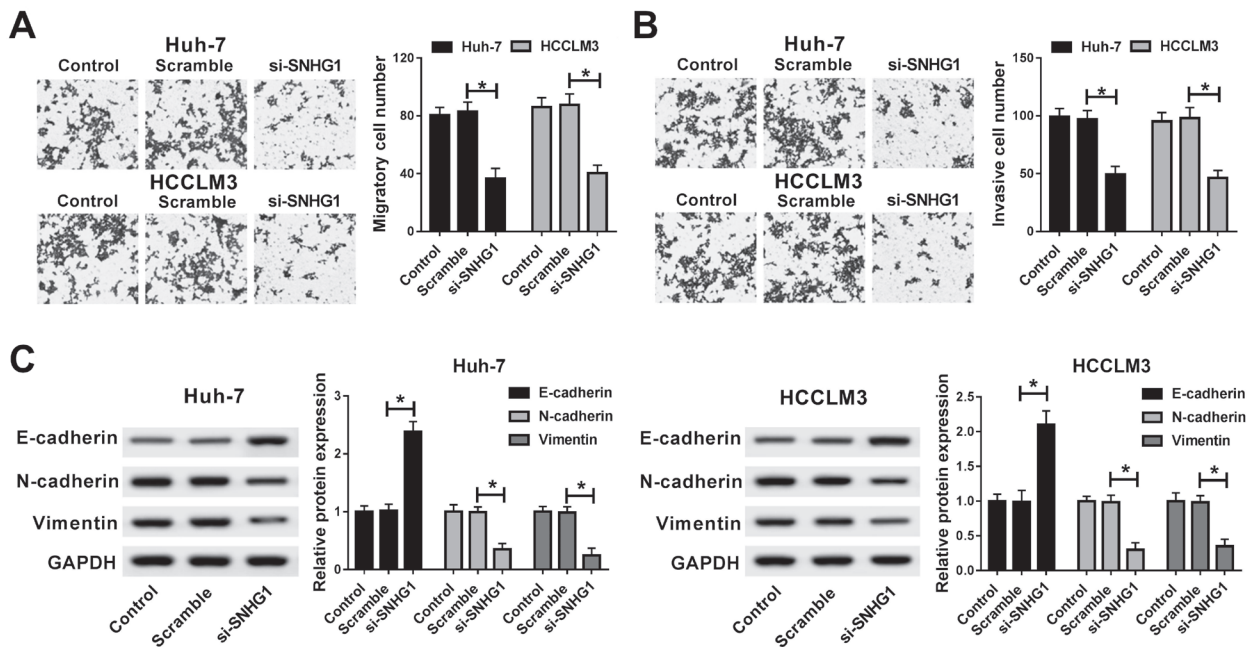 A
Huh-7
Control Scramble si-SNHG1
HCCLM3
Control Scramble si-SNHG1
Huh-7 HCCLM3
Migratory cell number
120
80
40
0
* *
Control Scramble si-SNHG1 Control Scramble si-SNHG1
B
Huh-7
Control Scramble si-SNHG1
HCCLM3
Control Scramble si-SNHG1
Huh-7 HCCLM3
Invasive cell number
150
100
50
0
* *
Control Scramble si-SNHG1 Control Scramble si-SNHG1
C
Huh-7
E-cadherin
N-cadherin
Vimentin
GAPDH
Control Scramble si-SNHG1
Huh-7
E-cadherin
N-cadherin
Vimentin
Relative protein expression
3
2
1
0
* * *
Control Scramble si-SNHG1 Control Scramble si-SNHG1 Control Scramble si-SNHG1
HCCLM3
E-cadherin
N-cadherin
Vimentin
GAPDH
Control Scramble si-SNHG1
HCCLM3
E-cadherin
N-cadherin
Vimentin
Relative protein expression
2.5
2.0
1.5
1.0
0.5
0.0
* * *
Control Scramble si-SNHG1 Control Scramble si-SNHG1 Control Scramble si-SNHG1